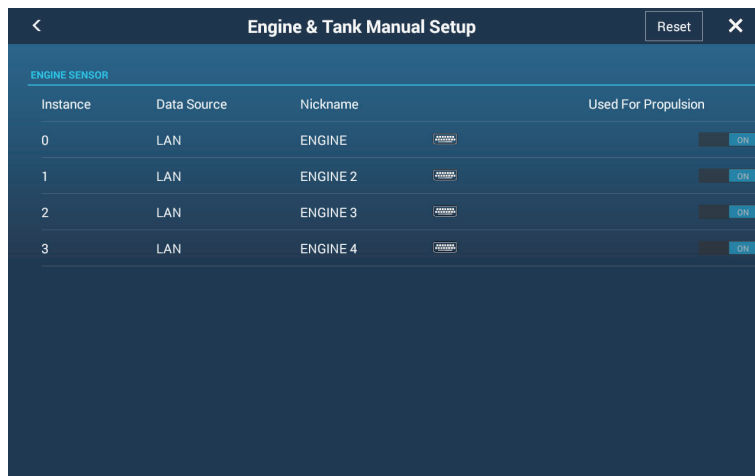 Engine & Tank Manual Setup Reset
ENGINE SENSOR
Instance Data Source Nickname Used For Propulsion
0 LAN ENGINE ON
1 LAN ENGINE 2 ON
2 LAN ENGINE 3 ON
3 LAN ENGINE 4 ON